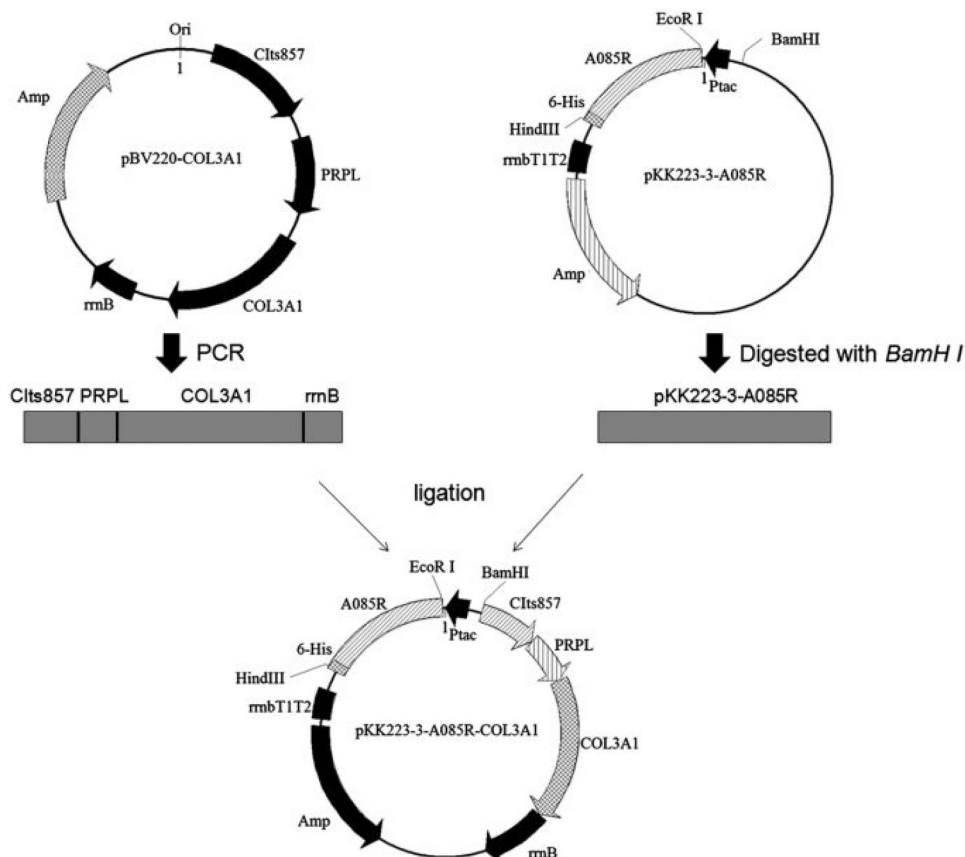 Ori
1
CIts857
Amp
pBV220-COL3A1
PRPL
rrnB
COL3A1
EcoR I
BamHI
A085R
1
Ptac
6-His
HindIII
rrnbT1T2
pKK223-3-A085R
Amp
PCR
Digested with BamH I
CIts857 PRPL COL3A1 rrnB
pKK223-3-A085R
ligation
EcoR I
BamHI
A085R
CIts857
1
Ptac
PRPL
6-His
HindIII
rrnbT1T2
pKK223-3-A085R-COL3A1
COL3A1
Amp
rrnB